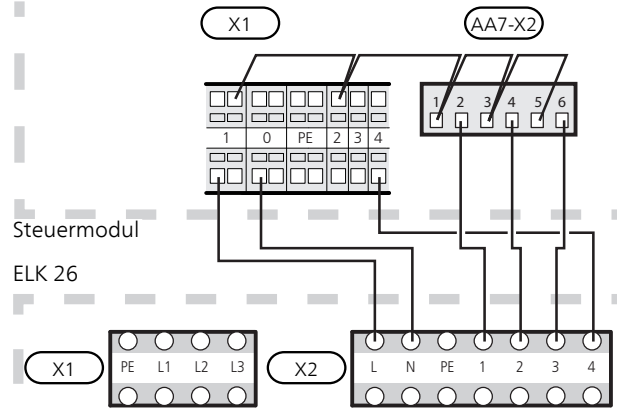 X1
AA7-X2
1 2 3 4 5 6
1 0 PE 2 3 4
Steuermodul
ELK 26
X1
PE L1 L2 L3
X2
L N PE 1 2 3 4